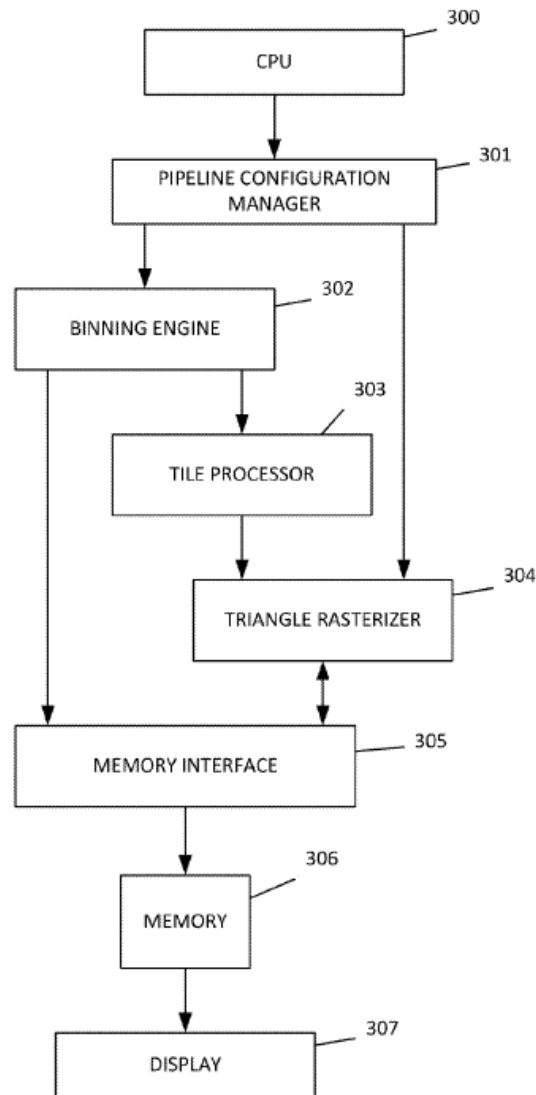 300
CPU
301
PIPELINE CONFIGURATION
MANAGER
302
BINNING ENGINE
303
TILE PROCESSOR
304
TRIANGLE RASTERIZER
305
MEMORY INTERFACE
306
MEMORY
307
DISPLAY